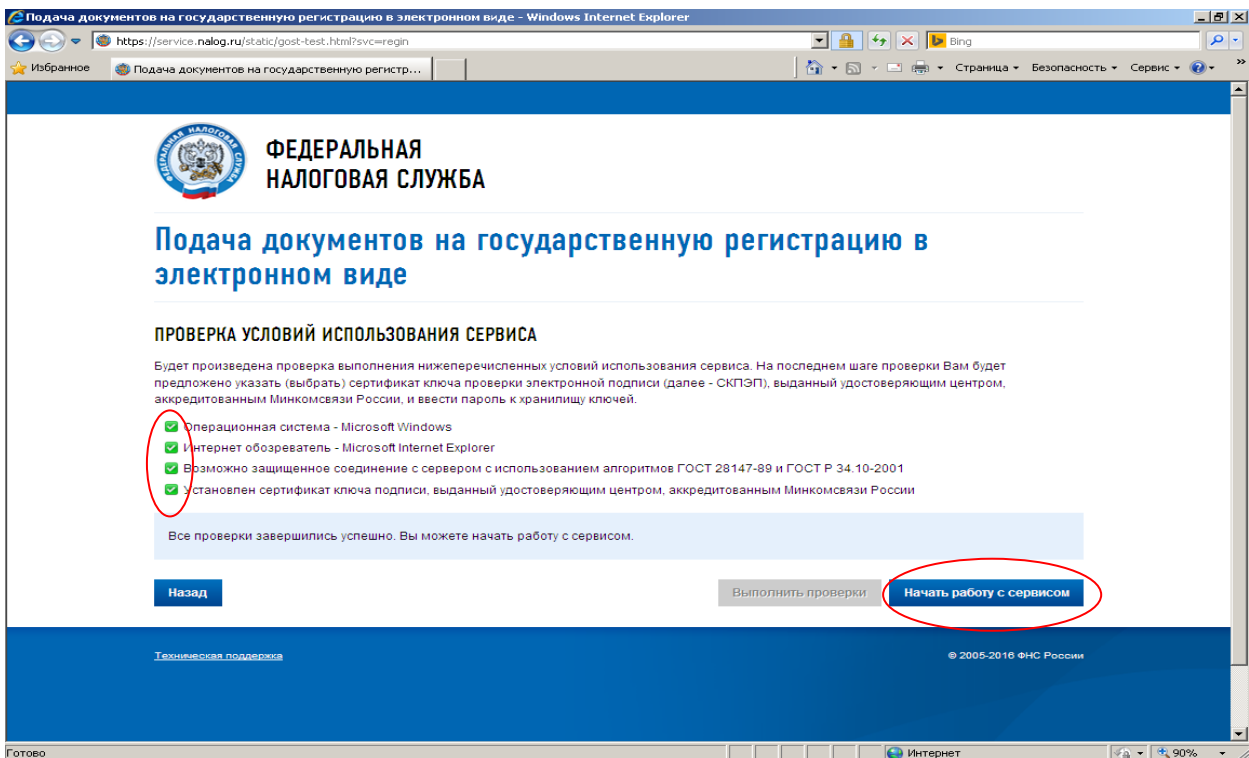 Подача документов на государственную регистрацию в электронном виде - Windows Internet Explorer
https://service.nalog.ru/static/gost-test.html?svc=regin
Bing
Избранное
Подача документов на государственную регистр...
Страница
Безопасность
Сервис
ФЕДЕРАЛЬНАЯ
НАЛОГОВАЯ СЛУЖБА
Подача документов на государственную регистрацию в
электронном виде
ПРОВЕРКА УСЛОВИЙ ИСПОЛЬЗОВАНИЯ СЕРВИСА
Будет произведена проверка выполнения нижеперечисленных условий использования сервиса. На последнем шаге проверки Вам будет
предложено указать (выбрать) сертификат ключа проверки электронной подписи (далее - СКПЭП), выданный удостоверяющим центром,
аккредитованным Минкомсвязи России, и ввести пароль к хранилищу ключей.
Операционная система - Microsoft Windows
Интернет обозреватель - Microsoft Internet Explorer
Возможно защищенное соединение с сервером с использованием алгоритмов ГОСТ 28147-89 и ГОСТ Р 34.10-2001
Установлен сертификат ключа подписи, выданный удостоверяющим центром, аккредитованным Минкомсвязи России
Все проверки завершились успешно. Вы можете начать работу с сервисом.
Назад
Выполнить проверки
Начать работу с сервисом
Техническая поддержка
© 2005-2016 ФНС России
Готово
Интернет
90%